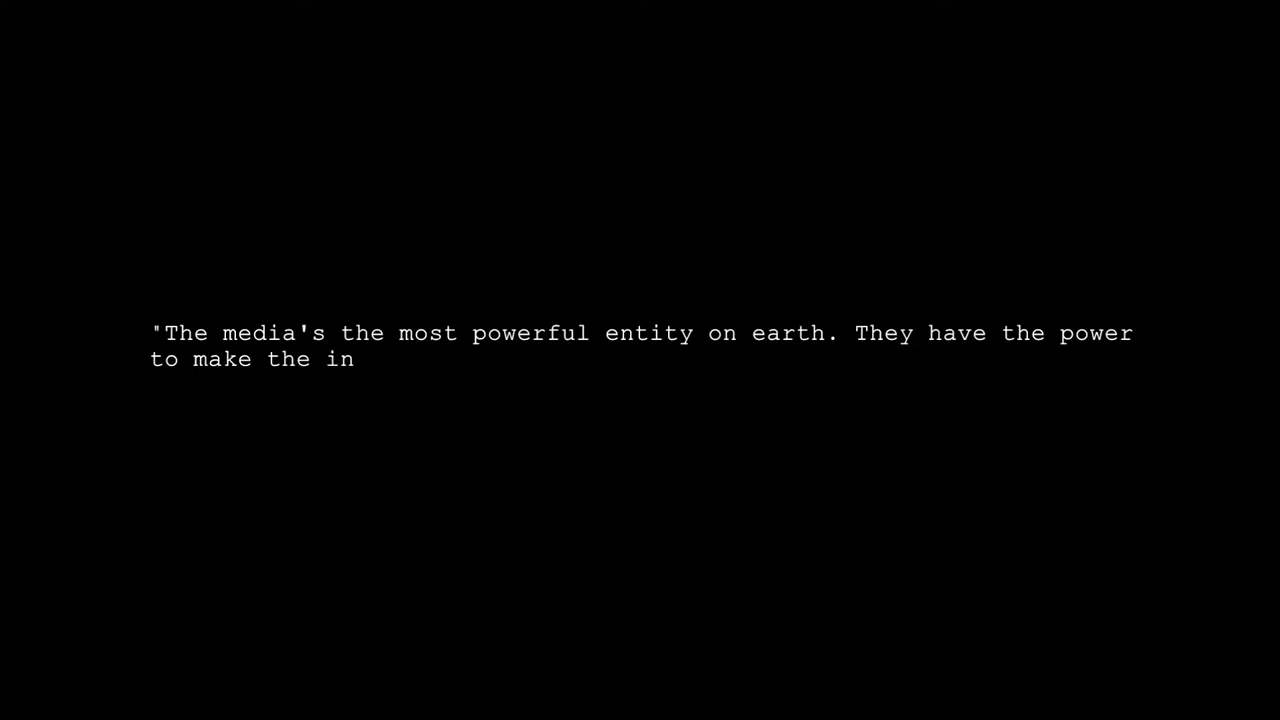 "The media's the most powerful entity on earth. They have the power
to make the in